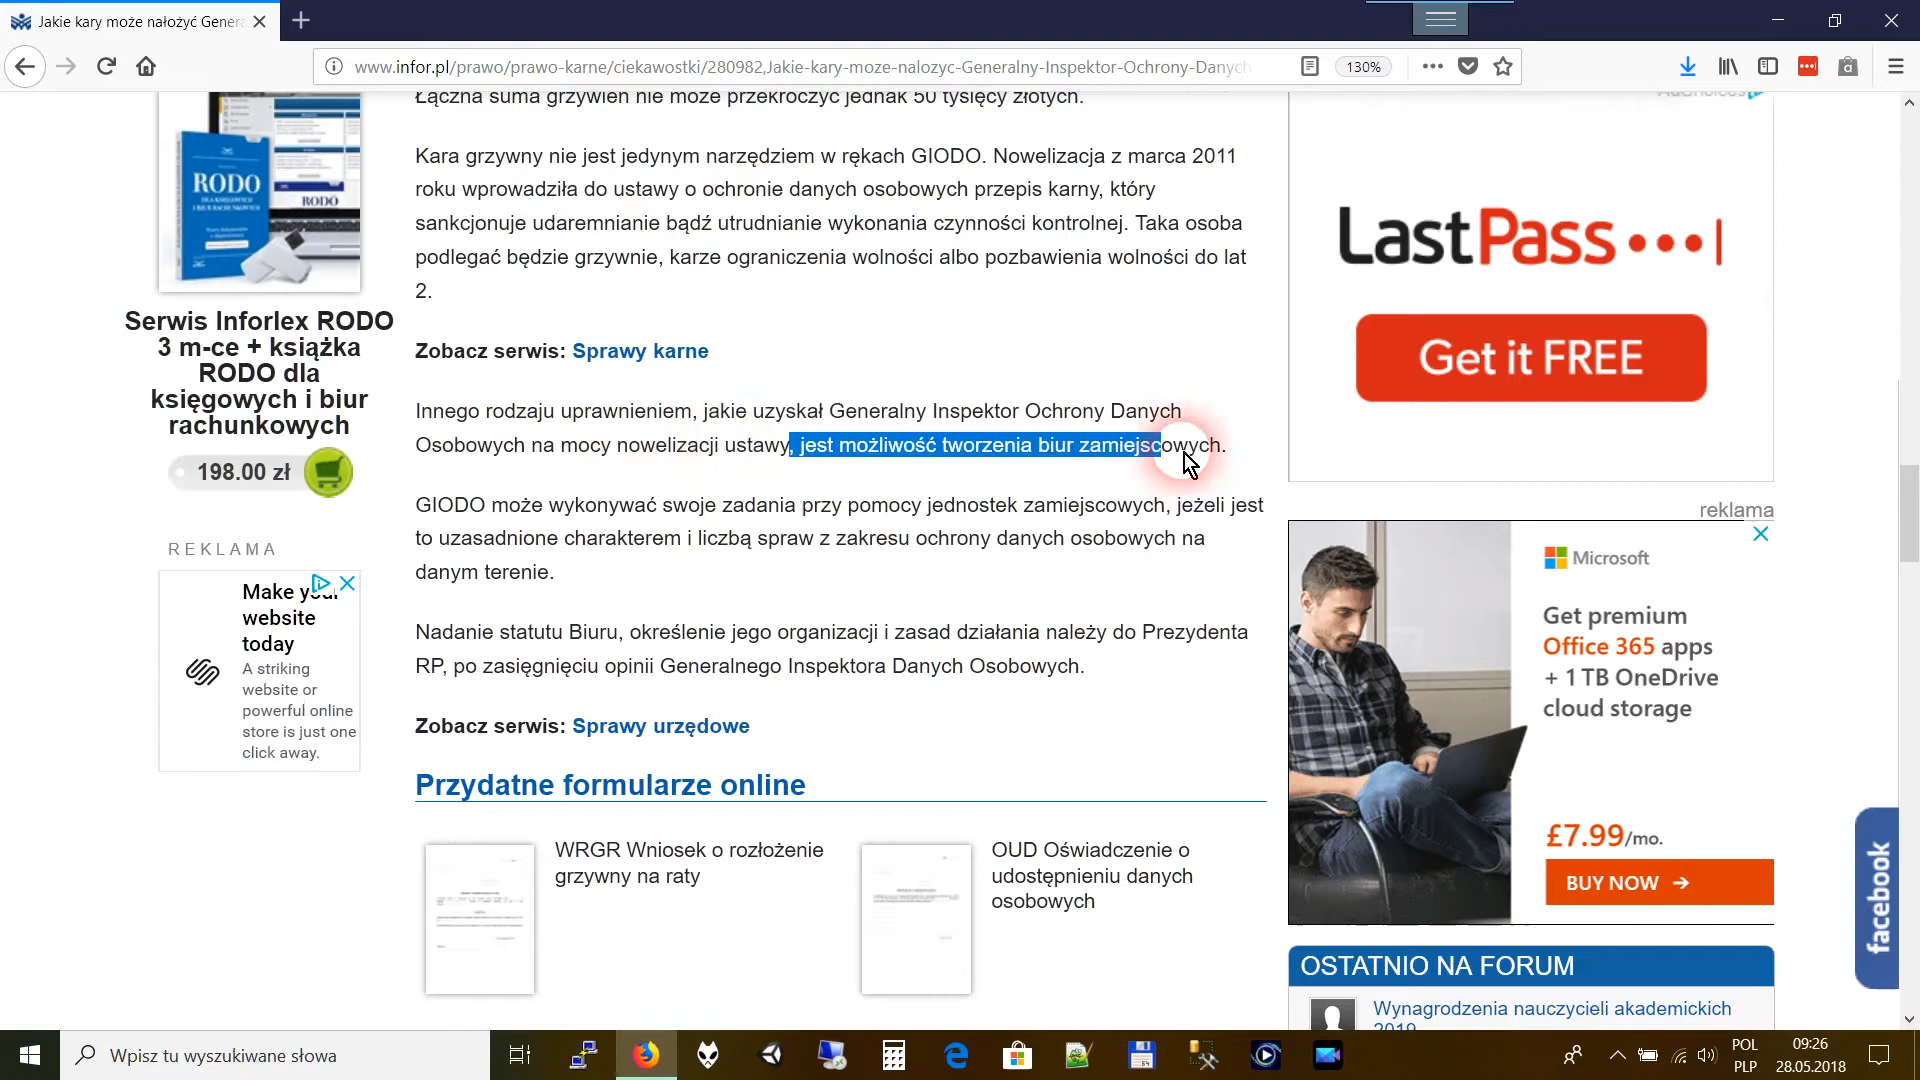 Jakie kary może nałożyć Genera
www.infor.pl/prawo/prawo-karne/ciekawostki/280982,Jakie-kary-moze-nalozyc-Generalny-Inspektor-Ochrony-Danych
130%
Łączna suma grzywien nie może przekroczyć jednak 50 tysięcy złotych.
Kara grzywny nie jest jedynym narzędziem w rękach GIODO. Nowelizacja z marca 2011
roku wprowadziła do ustawy o ochronie danych osobowych przepis karny, który
sankcjonuje udaremnianie bądź utrudnianie wykonania czynności kontrolnej. Taka osoba
podlegać będzie grzywnie, karze ograniczenia wolności albo pozbawienia wolności do lat
2.
Zobacz serwis: Sprawy karne
Innego rodzaju uprawnieniem, jakie uzyskał Generalny Inspektor Ochrony Danych
Osobowych na mocy nowelizacji ustawy, jest możliwość tworzenia biur zamiejscowych.
GIODO może wykonywać swoje zadania przy pomocy jednostek zamiejscowych, jeżeli jest
to uzasadnione charakterem i liczbą spraw z zakresu ochrony danych osobowych na
danym terenie.
Nadanie statutu Biuru, określenie jego organizacji i zasad działania należy do Prezydenta
RP, po zasięgnięciu opinii Generalnego Inspektora Danych Osobowych.
Zobacz serwis: Sprawy urzędowe
Przydatne formularze online
WRGR Wniosek o rozłożenie
grzywny na raty
OUD Oświadczenie o
udostępnieniu danych
osobowych
RODO
RODO
Serwis Inforlex RODO
3 m-ce + książka
RODO dla
księgowych i biur
rachunkowych
198.00 zł
REKLAMA
Make your
website
today
A striking
website or
powerful online
store is just one
click away.
AdChoices
LastPass
Get it FREE
reklama
Microsoft
Get premium
Office 365 apps
+ 1 TB OneDrive
cloud storage
£7.99/mo.
BUY NOW →
facebook
OSTATNIO NA FORUM
Wynagrodzenia nauczycieli akademickich
2019
Wpisz tu wyszukiwane słowa
POL
PLP
09:26
28.05.2018